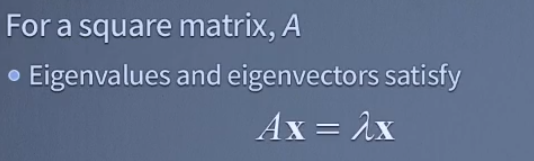 For a square matrix, A
• Eigenvalues and eigenvectors satisfy
Ax = λx